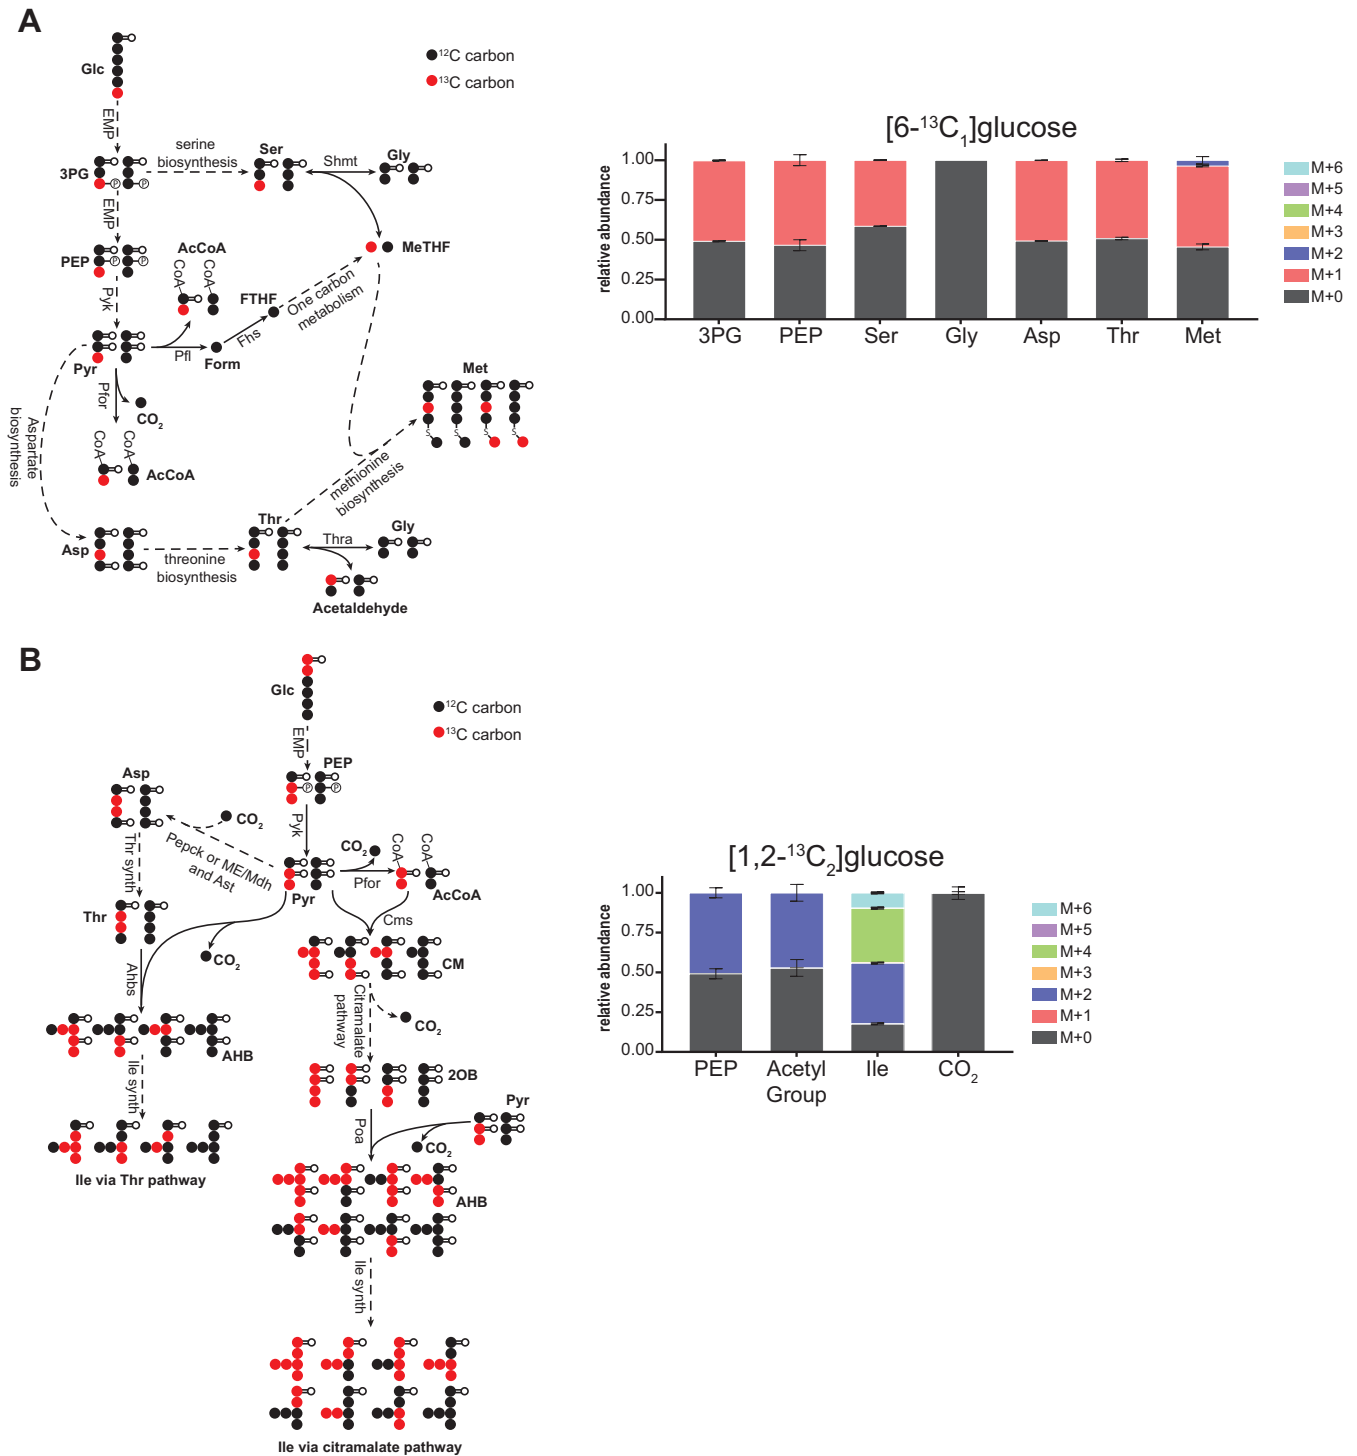 A
Glc
12C carbon
13C carbon
EMP
serine
biosynthesis
Ser
Shmt
Gly
3PG
P
P
EMP
MeTHF
AcCoA
CoA
CoA
PEP
P
P
FTHF
One carbon
metabolism
Pyk
Fhs
Pfl
Form
Pyr
Met
Pfor
CO2
Aspartate
biosynthesis
CoA
CoA
AcCoA
S
S
S
S
methionine
biosynthesis
Thr
Gly
Asp
threonine
biosynthesis
Thra
Acetaldehyde
[6-13C1]glucose
relative abundance
1.00
0.75
0.50
0.25
0.00
3PG
PEP
Ser
Gly
Asp
Thr
Met
M+6
M+5
M+4
M+3
M+2
M+1
M+0
B
Glc
12C carbon
13C carbon
EMP
PEP
P
P
Asp
CO2
Pyk
Pepck or ME/Mdh
and Ast
CO2
CoA
CoA
Pfor
AcCoA
Pyr
Thr synth
Thr
Cms
CO2
CM
Ahbs
Citramalate
pathway
CO2
AHB
2OB
Ile synth
Pyr
Poa
CO2
Ile via Thr pathway
AHB
Ile synth
Ile via citramalate pathway
[1,2-13C2]glucose
relative abundance
1.00
0.75
0.50
0.25
0.00
PEP
Acetyl
Group
Ile
CO2
M+6
M+5
M+4
M+3
M+2
M+1
M+0